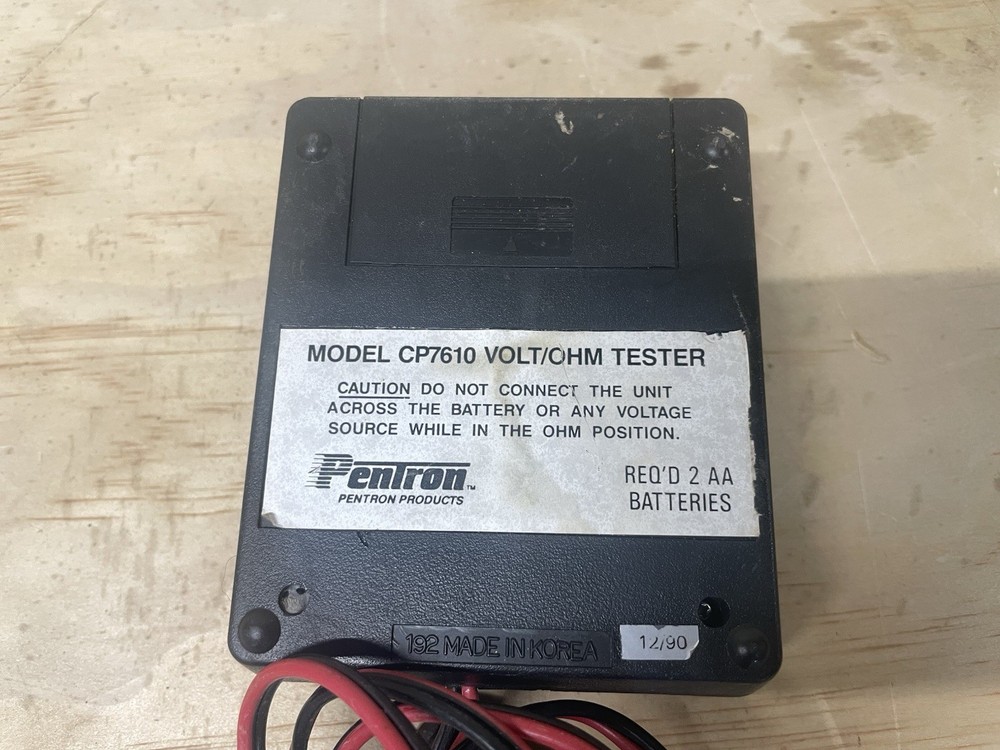 MODEL CP7610 VOLT/OHM TESTER
CAUTION DO NOT CONNECT THE UNIT
ACROSS THE BATTERY OR ANY VOLTAGE
SOURCE WHILE IN THE OHM POSITION.
PenTron™
PENTRON PRODUCTS
REQ'D 2 AA
BATTERIES
192 MADE IN KOREA
12/90